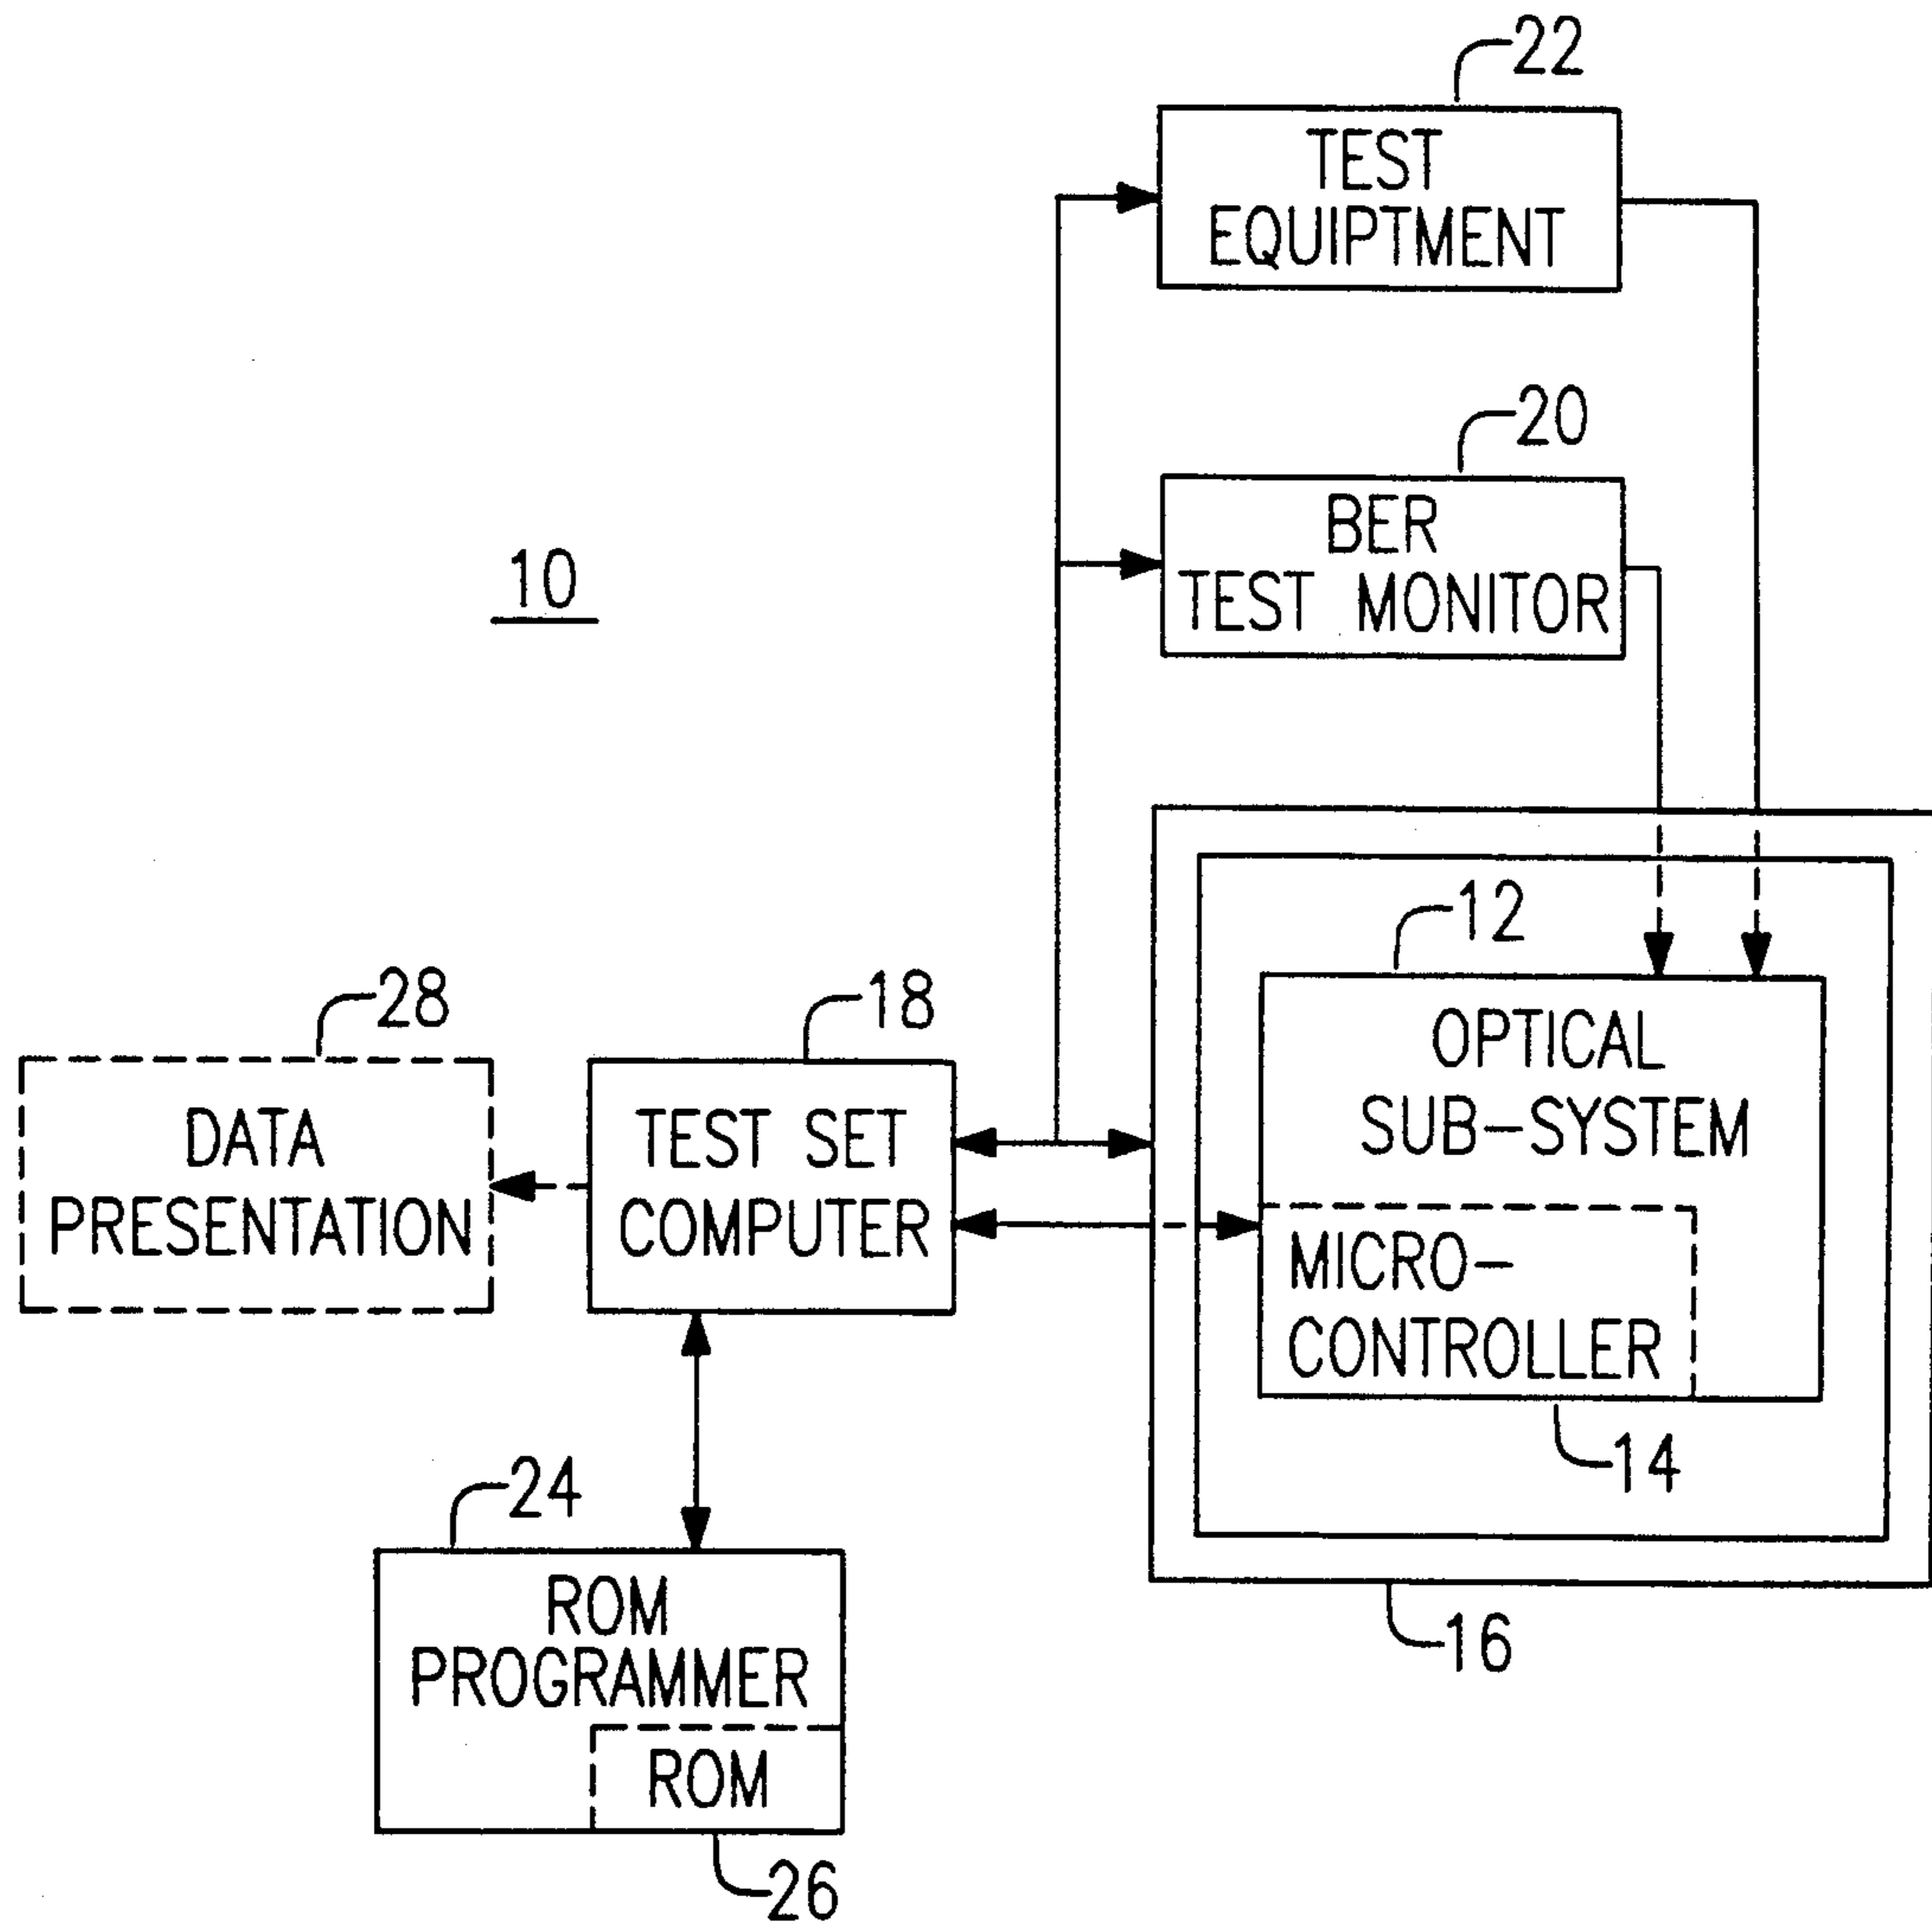 22
TEST
EQUIPTMENT
20
BER
TEST MONITOR
10
12
OPTICAL
SUB-SYSTEM
MICRO-
CONTROLLER
14
16
28
DATA
PRESENTATION
18
TEST SET
COMPUTER
24
ROM
PROGRAMMER
ROM
26